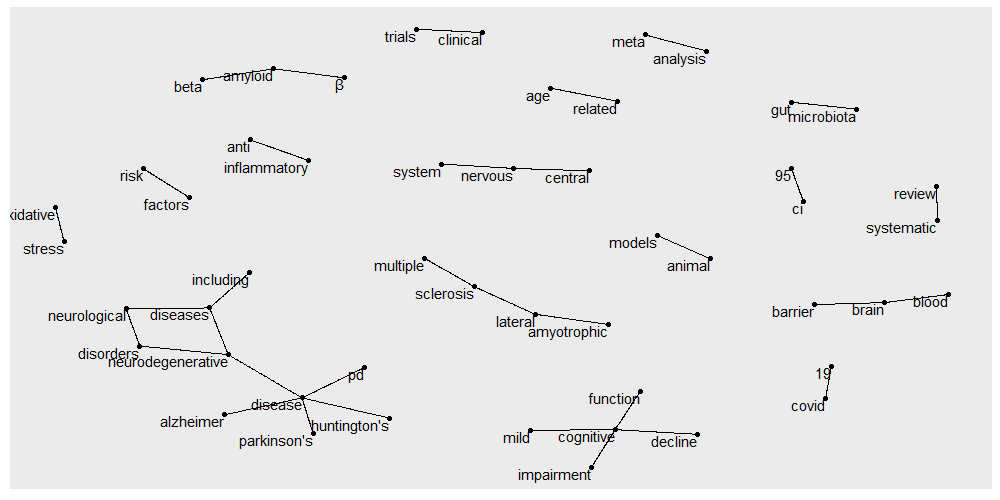 trials
clinical
meta
analysis
beta
amyloid
β
age
related
gut
microbiota
anti
inflammatory
risk
factors
system
nervous
central
95
ci
review
systematic
xidative
stress
models
animal
multiple
sclerosis
lateral
amyotrophic
including
neurological
diseases
disorders
neurodegenerative
barrier
brain
blood
pd
disease
alzheimer
parkinson's
huntington's
19
covid
function
mild
cognitive
decline
impairment